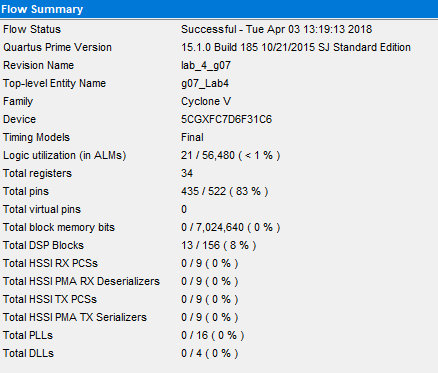 Flow Summary
Flow Status Successful - Tue Apr 03 13:19:13 2018
Quartus Prime Version 15.1.0 Build 185 10/21/2015 SJ Standard Edition
Revision Name lab_4_g07
Top-level Entity Name g07_Lab4
Family Cyclone V
Device 5CGXFC7D6F31C6
Timing Models Final
Logic utilization (in ALMs) 21 / 56,480 ( < 1 % )
Total registers 34
Total pins 435 / 522 ( 83 % )
Total virtual pins 0
Total block memory bits 0 / 7,024,640 ( 0 % )
Total DSP Blocks 13 / 156 ( 8 % )
Total HSSI RX PCSs 0 / 9 ( 0 % )
Total HSSI PMA RX Deserializers 0 / 9 ( 0 % )
Total HSSI TX PCSs 0 / 9 ( 0 % )
Total HSSI PMA TX Serializers 0 / 9 ( 0 % )
Total PLLs 0 / 16 ( 0 % )
Total DLLs 0 / 4 ( 0 % )